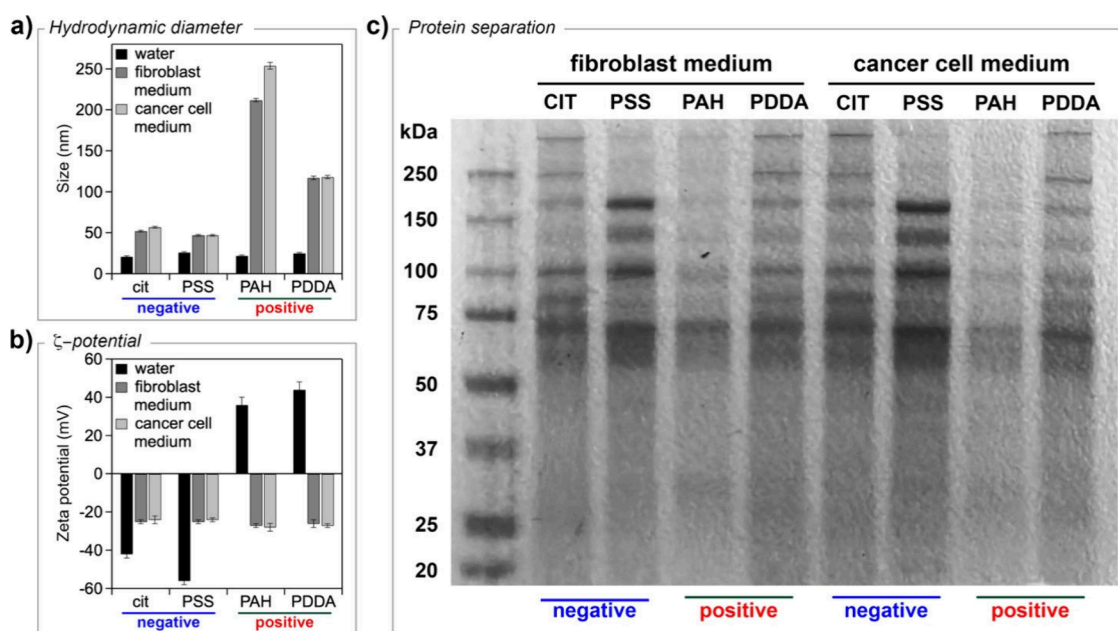 a) Hydrodynamic diameter
water
fibroblast
medium
cancer cell
medium
Size (nm)
250
200
150
100
50
0
cit PSS PAH PDDA
negative positive
b) ζ-potential
water
fibroblast
medium
cancer cell
medium
Zeta potential (mV)
60
40
20
0
-20
-40
-60
cit PSS PAH PDDA
negative positive
c) Protein separation
fibroblast medium cancer cell medium
CIT PSS PAH PDDA CIT PSS PAH PDDA
kDa
250
150
100
75
50
37
25
20
negative positive negative positive